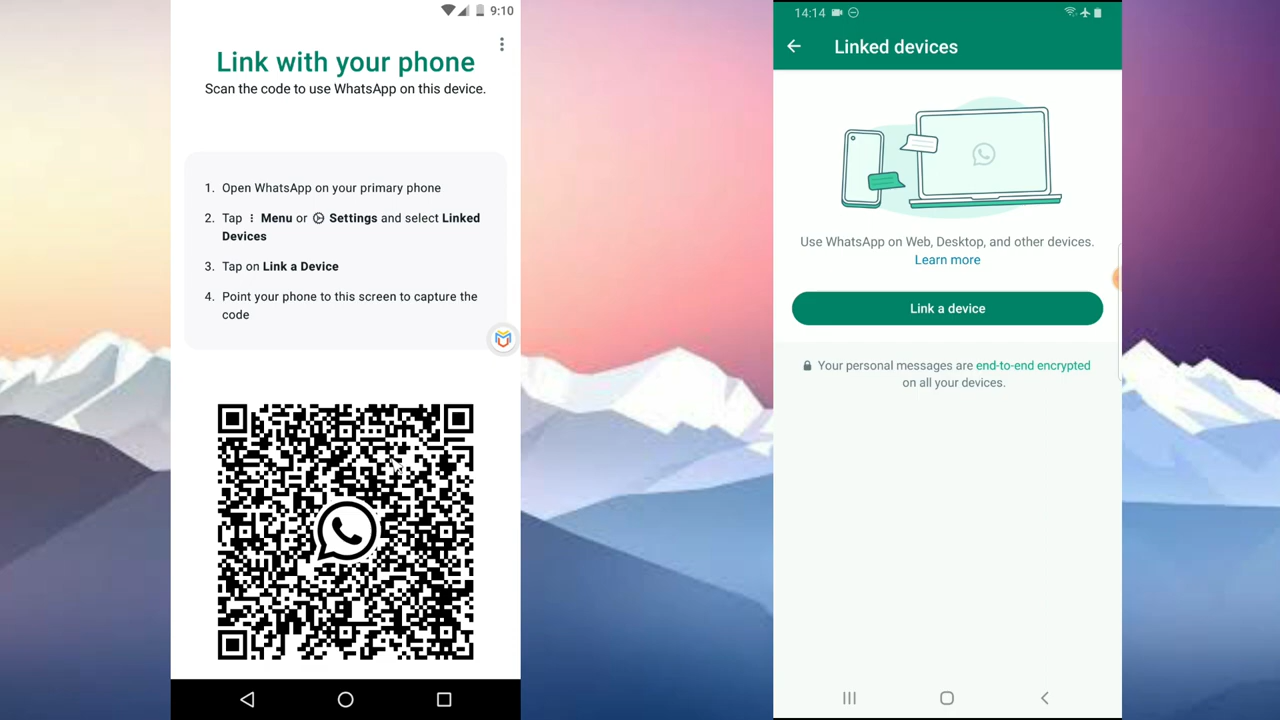 9:10
Link with your phone
Scan the code to use WhatsApp on this device.
1. Open WhatsApp on your primary phone
2. Tap Menu or Settings and select Linked
Devices
3. Tap on Link a Device
4. Point your phone to this screen to capture the
code
14:14
Linked devices
Use WhatsApp on Web, Desktop, and other devices.
Learn more
Link a device
Your personal messages are end-to-end encrypted
on all your devices.